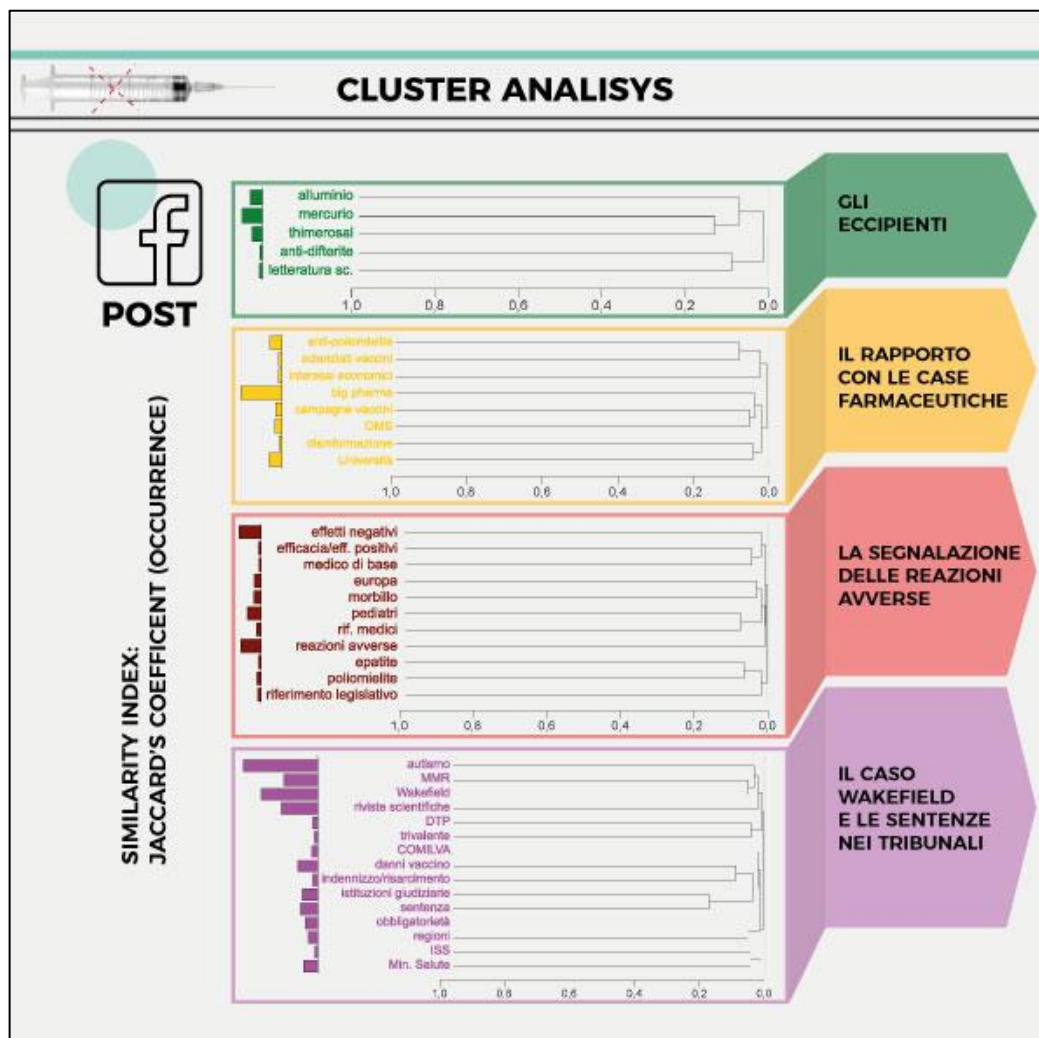 CLUSTER ANALISYS
f
POST
SIMILARITY INDEX:
JACCARD'S COEFFICENT (OCCURRENCE)
alluminio
mercurio
thimerosal
anti-difterite
letteratura sc.
1,0 0,8 0,6 0,4 0,2 0,0
GLI
ECCIPIENTI
anti-poliomielite
scienziati vaccini
interessi economici
big pharma
campagne vaccini
OMS
disinformazione
Università
1,0 0,8 0,6 0,4 0,2 0,0
IL RAPPORTO
CON LE CASE
FARMACEUTICHE
effetti negativi
efficacia/eff. positivi
medico di base
europa
morbillo
pediatri
rif. medici
reazioni avverse
epatite
poliomielite
riferimento legislativo
1,0 0,8 0,6 0,4 0,2 0,0
LA SEGNALAZIONE
DELLE REAZIONI
AVVERSE
autismo
MMR
Wakefield
riviste scientifiche
DTP
trivalente
COMILVA
danni vaccino
indennizzo/risarcimento
istituzioni giudiziarie
sentenza
obbligatorietà
regioni
ISS
Min. Salute
1,0 0,8 0,6 0,4 0,2 0,0
IL CASO
WAKEFIELD
E LE SENTENZE
NEI TRIBUNALI